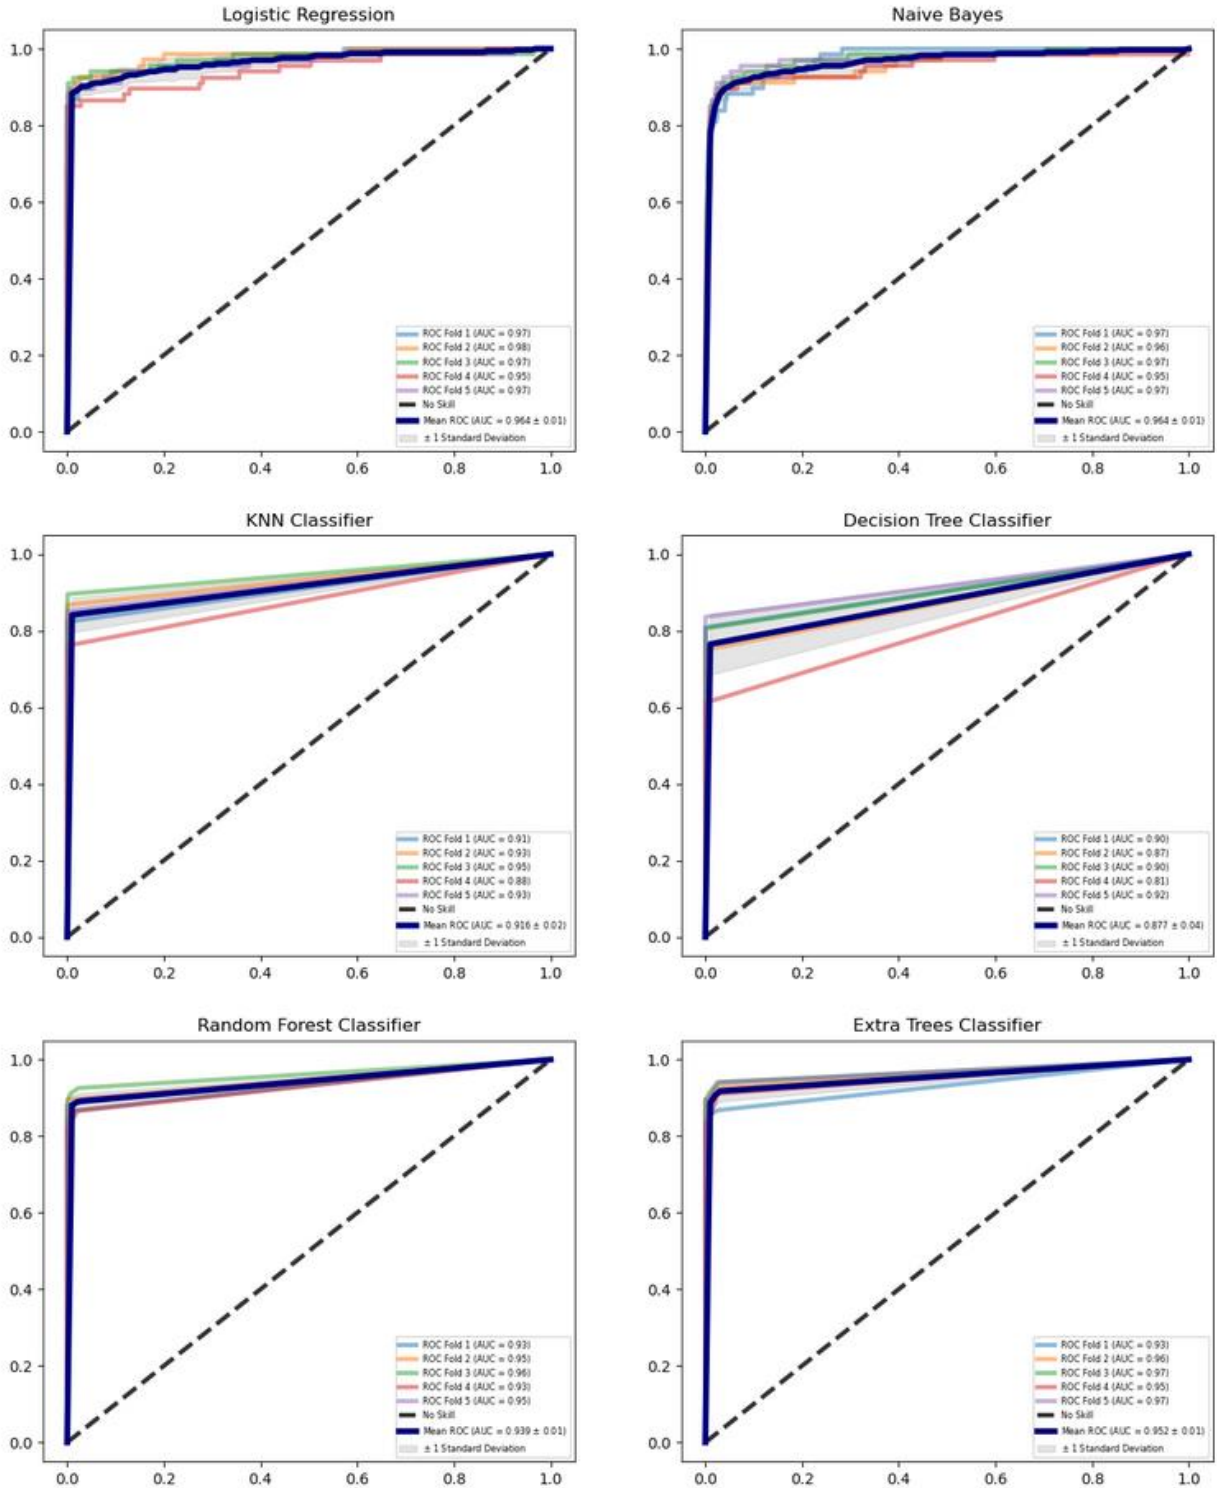 Logistic Regression
1.0
0.8
0.6
0.4
0.2
0.0
ROC Fold 1 (AUC = 0.97)
ROC Fold 2 (AUC = 0.98)
ROC Fold 3 (AUC = 0.97)
ROC Fold 4 (AUC = 0.95)
ROC Fold 5 (AUC = 0.97)
No Skill
Mean ROC (AUC = 0.964 ± 0.01)
± 1 Standard Deviation
0.0 0.2 0.4 0.6 0.8 1.0
Naive Bayes
1.0
0.8
0.6
0.4
0.2
0.0
ROC Fold 1 (AUC = 0.97)
ROC Fold 2 (AUC = 0.96)
ROC Fold 3 (AUC = 0.97)
ROC Fold 4 (AUC = 0.95)
ROC Fold 5 (AUC = 0.97)
No Skill
Mean ROC (AUC = 0.964 ± 0.01)
± 1 Standard Deviation
0.0 0.2 0.4 0.6 0.8 1.0
KNN Classifier
1.0
0.8
0.6
0.4
0.2
0.0
ROC Fold 1 (AUC = 0.91)
ROC Fold 2 (AUC = 0.93)
ROC Fold 3 (AUC = 0.95)
ROC Fold 4 (AUC = 0.88)
ROC Fold 5 (AUC = 0.93)
No Skill
Mean ROC (AUC = 0.916 ± 0.02)
± 1 Standard Deviation
0.0 0.2 0.4 0.6 0.8 1.0
Decision Tree Classifier
1.0
0.8
0.6
0.4
0.2
0.0
ROC Fold 1 (AUC = 0.90)
ROC Fold 2 (AUC = 0.87)
ROC Fold 3 (AUC = 0.90)
ROC Fold 4 (AUC = 0.81)
ROC Fold 5 (AUC = 0.92)
No Skill
Mean ROC (AUC = 0.877 ± 0.04)
± 1 Standard Deviation
0.0 0.2 0.4 0.6 0.8 1.0
Random Forest Classifier
1.0
0.8
0.6
0.4
0.2
0.0
ROC Fold 1 (AUC = 0.93)
ROC Fold 2 (AUC = 0.95)
ROC Fold 3 (AUC = 0.96)
ROC Fold 4 (AUC = 0.93)
ROC Fold 5 (AUC = 0.95)
No Skill
Mean ROC (AUC = 0.939 ± 0.01)
± 1 Standard Deviation
0.0 0.2 0.4 0.6 0.8 1.0
Extra Trees Classifier
1.0
0.8
0.6
0.4
0.2
0.0
ROC Fold 1 (AUC = 0.93)
ROC Fold 2 (AUC = 0.96)
ROC Fold 3 (AUC = 0.97)
ROC Fold 4 (AUC = 0.95)
ROC Fold 5 (AUC = 0.97)
No Skill
Mean ROC (AUC = 0.952 ± 0.01)
± 1 Standard Deviation
0.0 0.2 0.4 0.6 0.8 1.0